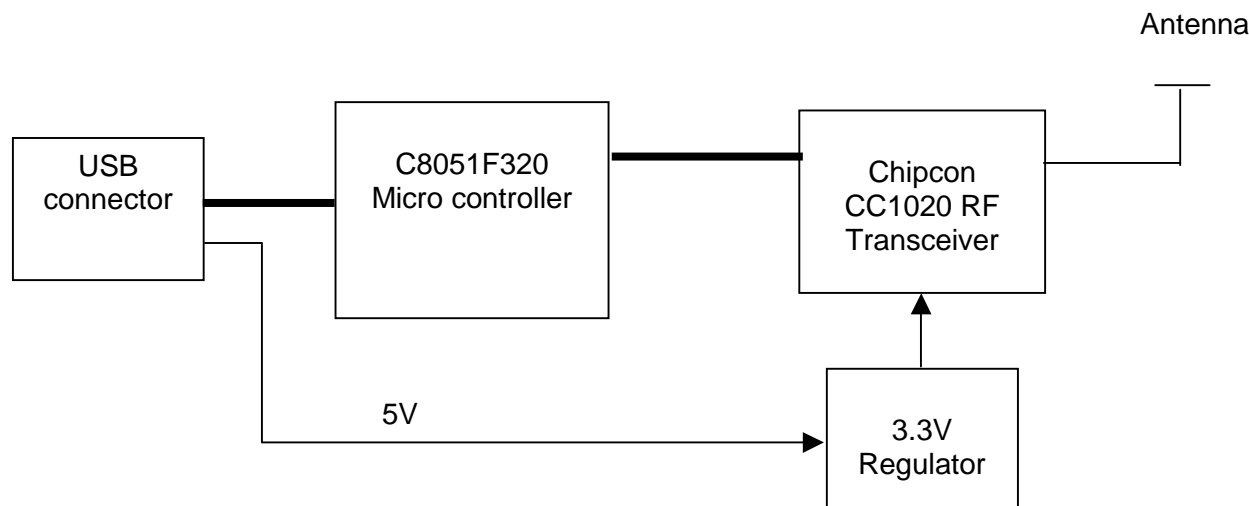 Antenna
USB
connector
C8051F320
Micro controller
Chipcon
CC1020 RF
Transceiver
5V
3.3V
Regulator